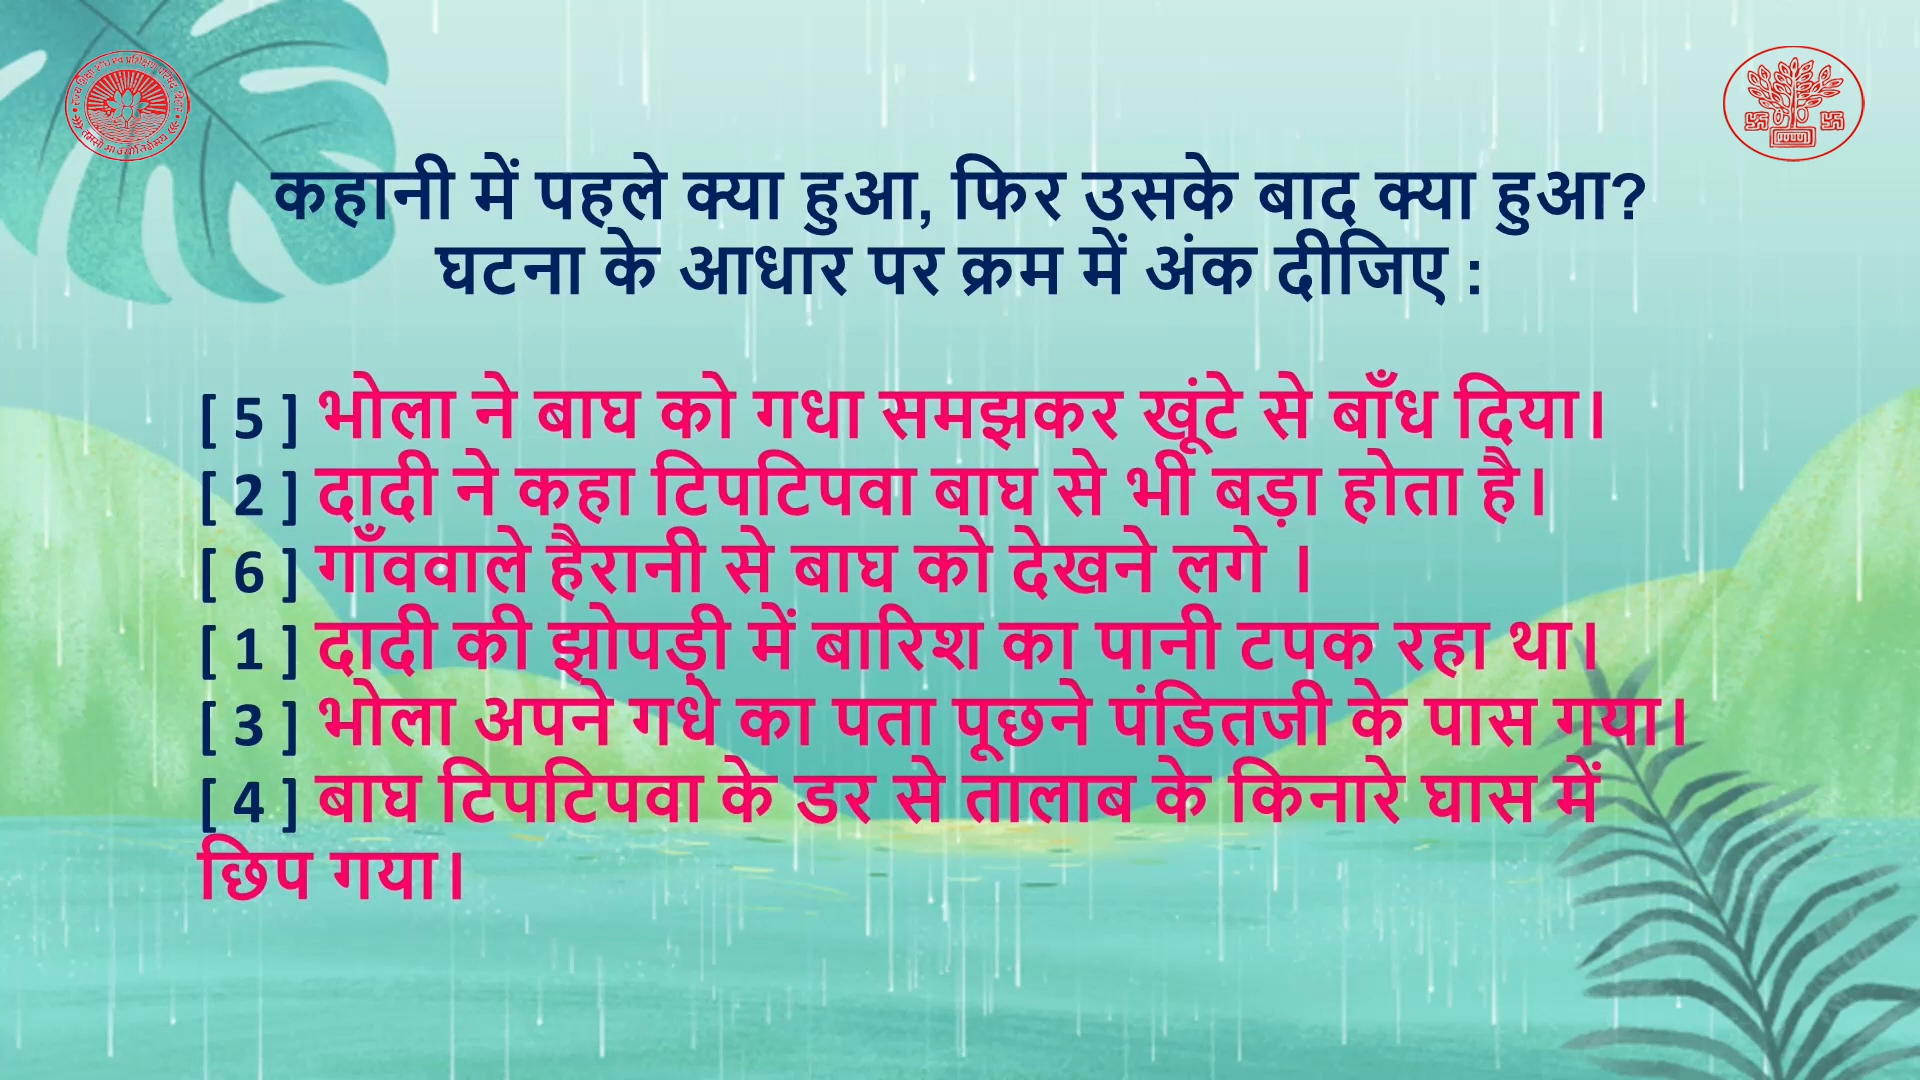 कहानी में पहले क्या हुआ, फिर उसके बाद क्या हुआ?
घटना के आधार पर क्रम में अंक दीजिए :
[ 5 ] भोला ने बाघ को गधा समझकर खूंटे से बाँध दिया।
[ 2 ] दादी ने कहा टिपटिपवा बाघ से भी बड़ा होता है।
[ 6 ] गाँववाले हैरानी से बाघ को देखने लगे ।
[ 1 ] दादी की झोपड़ी में बारिश का पानी टपक रहा था।
[ 3 ] भोला अपने गधे का पता पूछने पंडितजी के पास गया।
[ 4 ] बाघ टिपटिपवा के डर से तालाब के किनारे घास में
छिप गया।